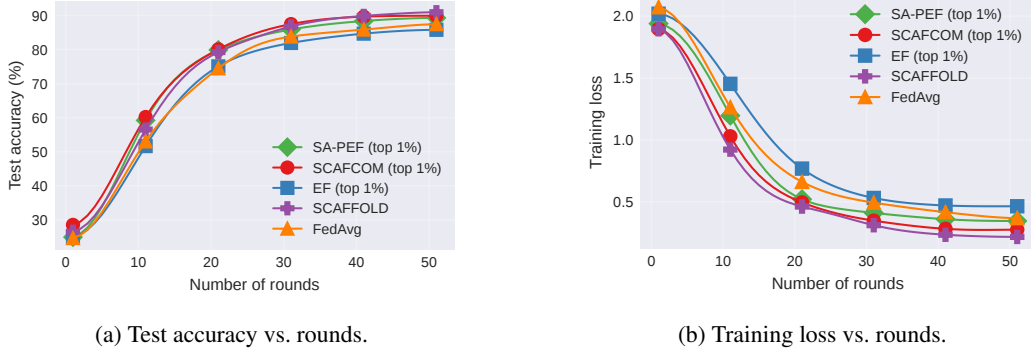 90
80
70
60
50
40
30
Test accuracy (%)
0
10
20
30
40
50
Number of rounds
SA-PEF (top 1%)
SCAFCOM (top 1%)
EF (top 1%)
SCAFFOLD
FedAvg
(a) Test accuracy vs. rounds.
2.0
1.5
1.0
0.5
Training loss
0
10
20
30
40
50
Number of rounds
SA-PEF (top 1%)
SCAFCOM (top 1%)
EF (top 1%)
SCAFFOLD
FedAvg
(b) Training loss vs. rounds.